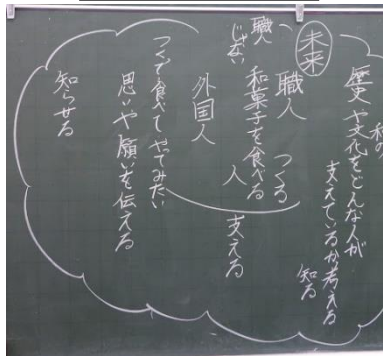 和の
歴史や文化をどんな人が
支えているか考える
知る
未来
職人 つくる
職人じゃない
和菓子を食べる人 支える
外国人
つくって食べてやってみたい
思いや願いを伝える
知らせる